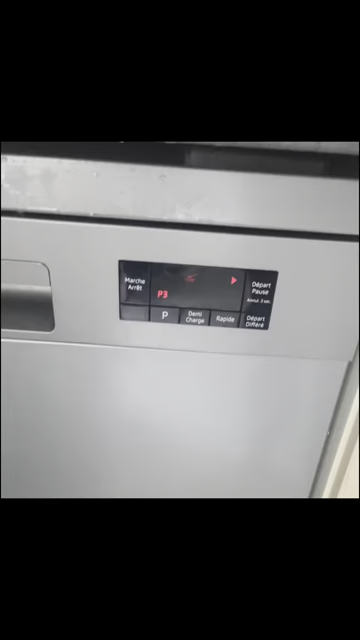 Marche
Arrêt
P3
Départ
Pause
Annul. 3 sec.
P
Demi
Charge
Rapide
Départ
Différé